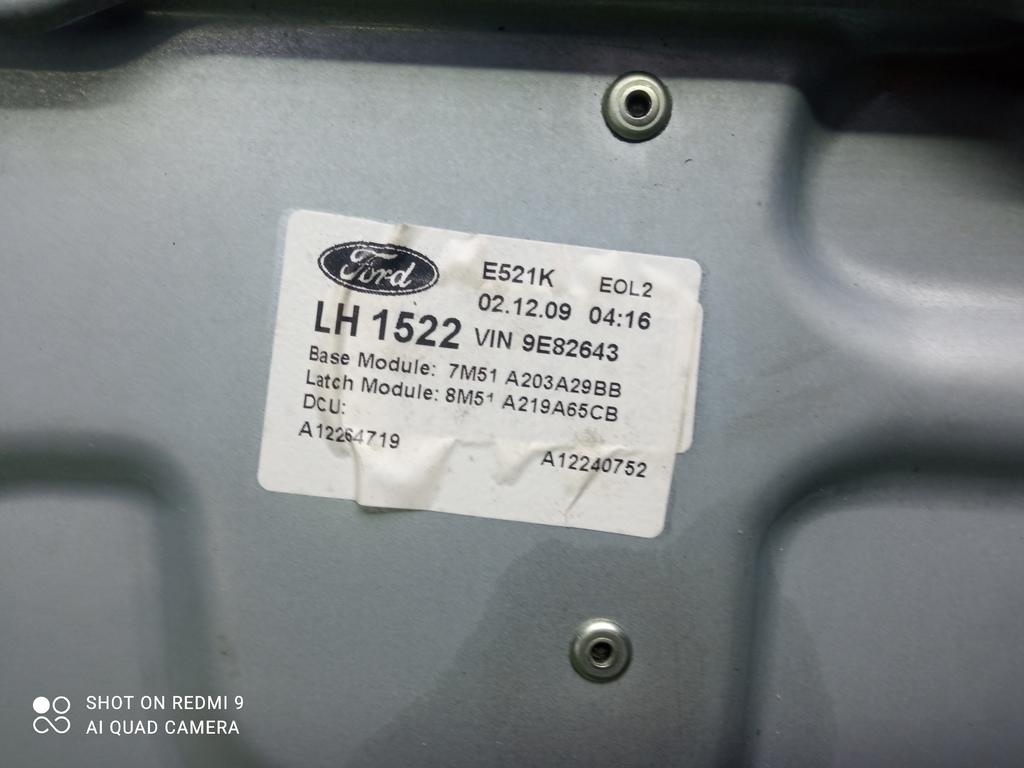 Ford
E521K EOL2
02.12.09 04:16
LH 1522 VIN 9E82643
Base Module: 7M51 A203A29BB
Latch Module: 8M51 A219A65CB
DCU:
A12264719 A12240752
SHOT ON REDMI 9
AI QUAD CAMERA